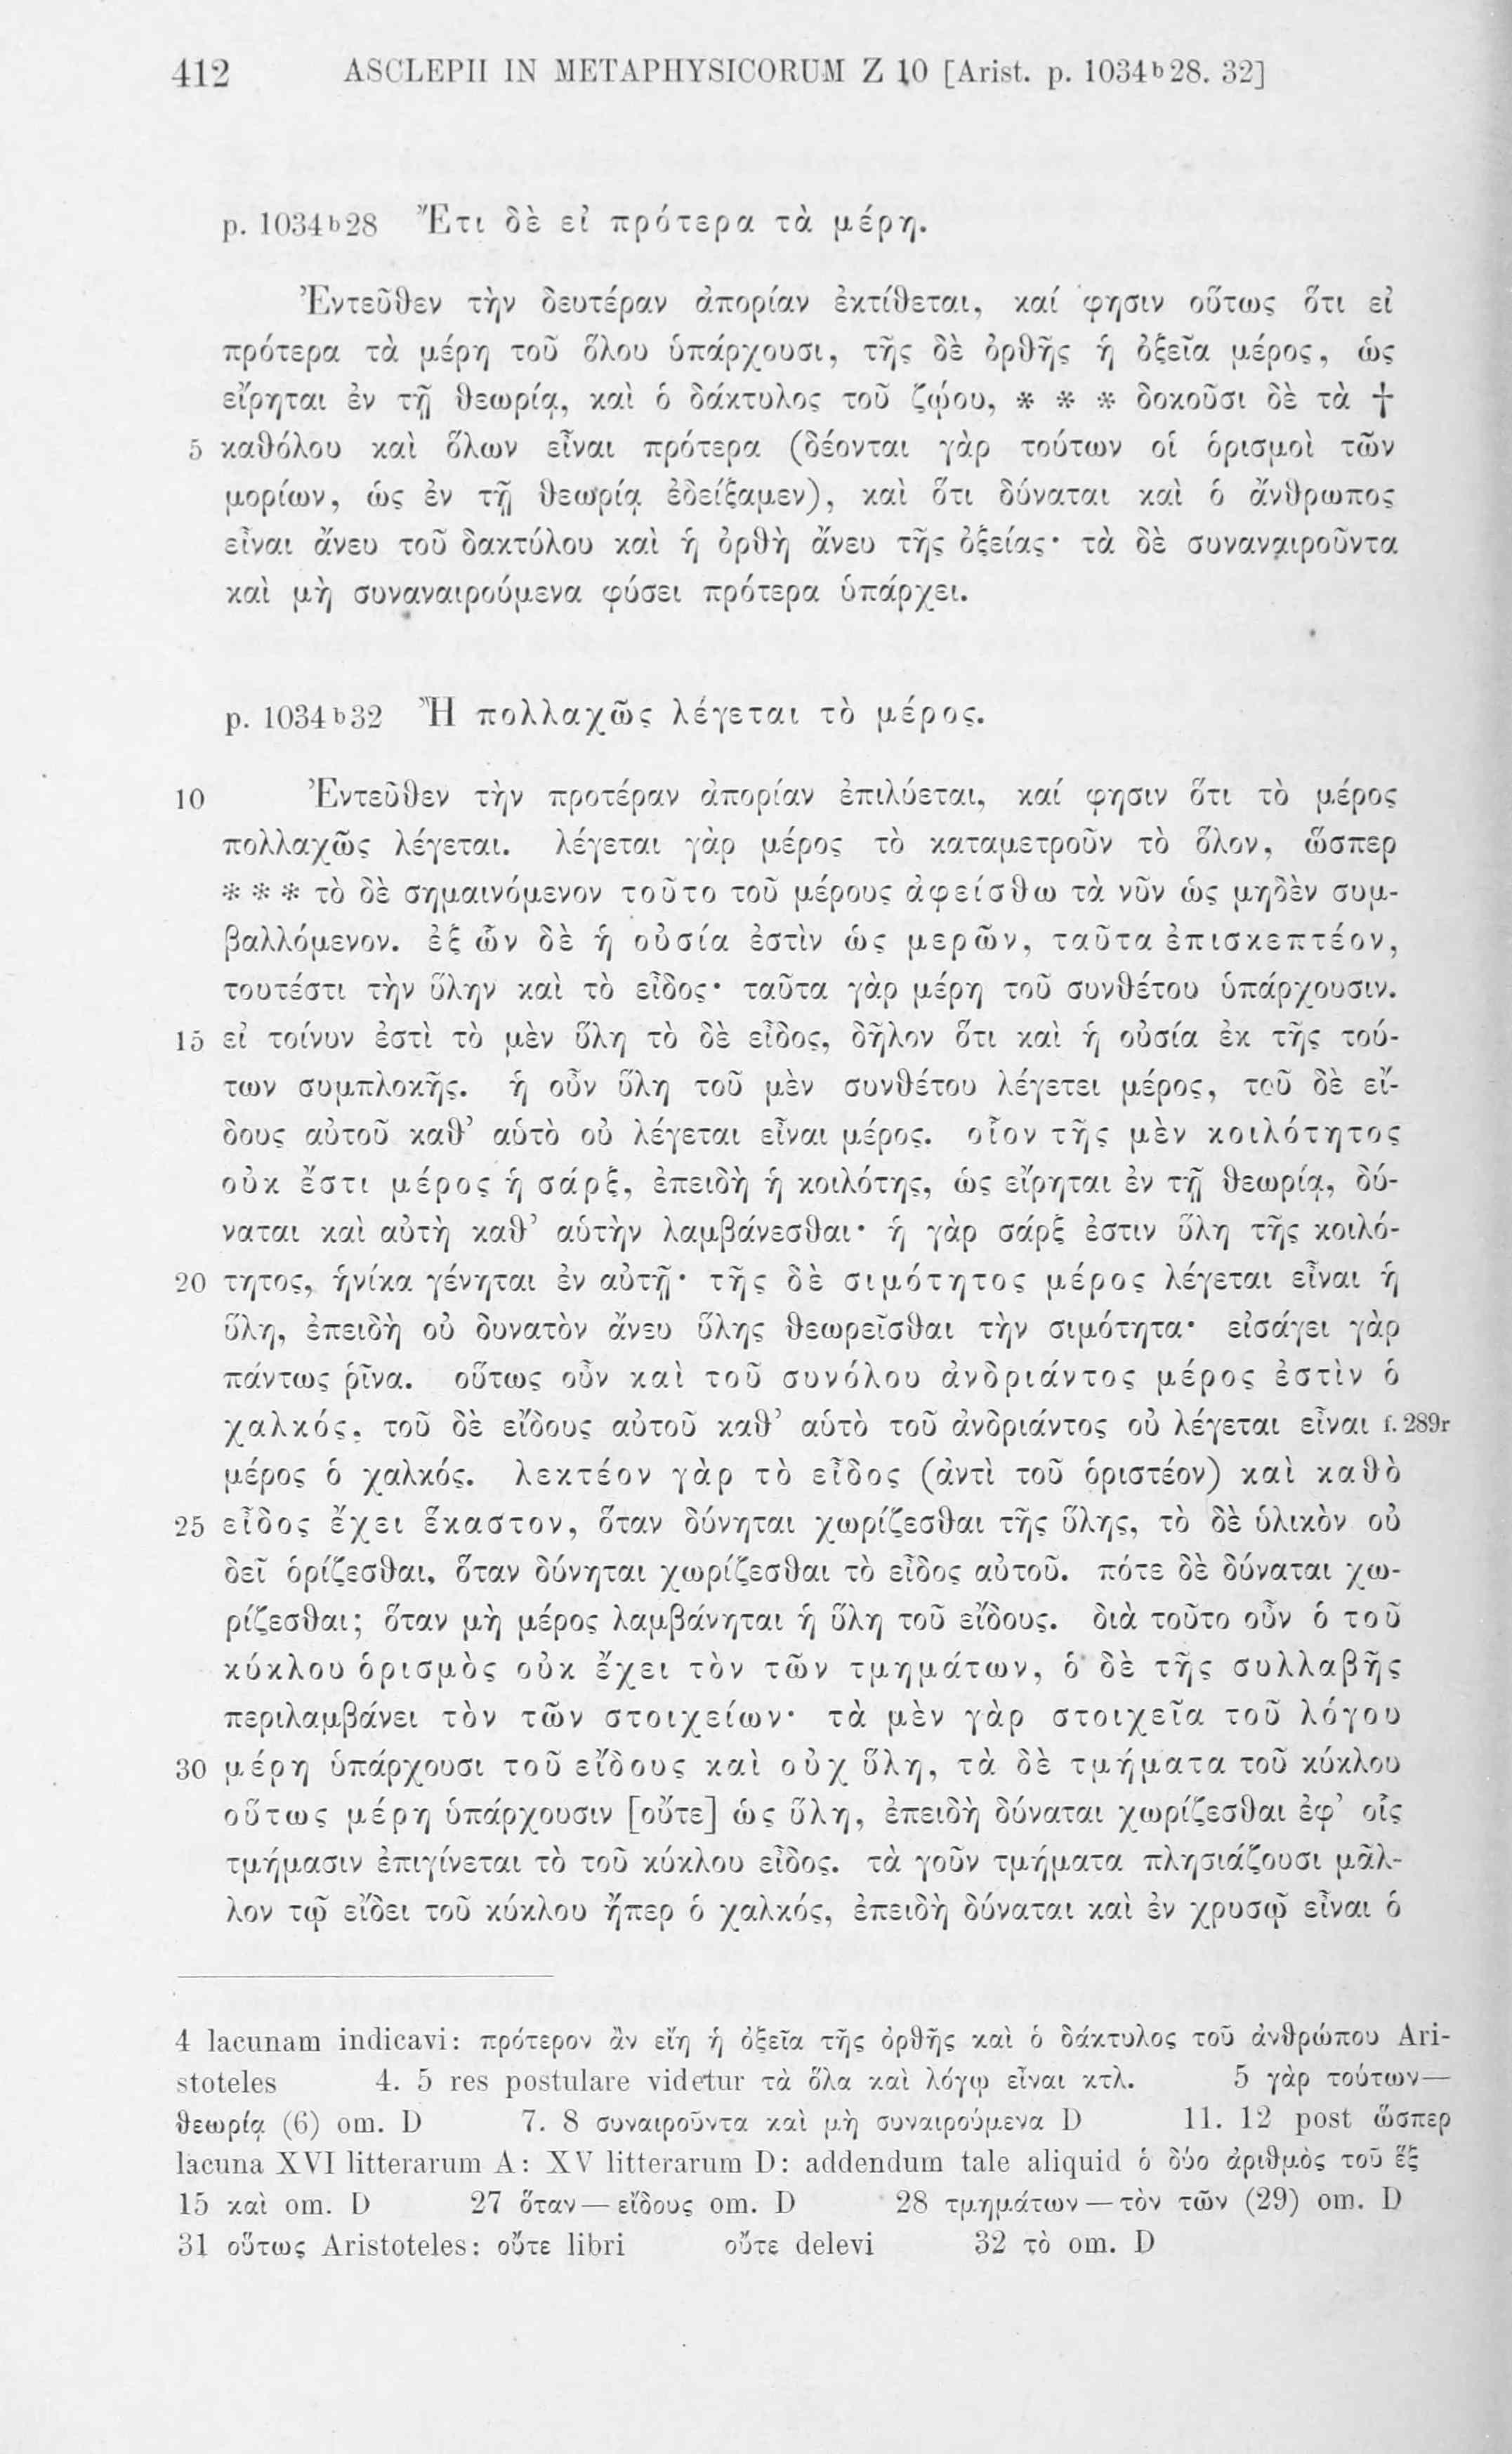 412 ASCLEPII IN METAPHYSICORUM Z 10 [Arist. p. 1034ᵇ28. 32]
p. 1034ᵇ28 Ἔτι δὲ εἰ πρότερα τὰ μέρη.
Ἐντεῦθεν τὴν δευτέραν ἀπορίαν ἐκτίθεται, καί φησιν οὕτως ὅτι εἰ
πρότερα τὰ μέρη τοῦ ὅλου ὑπάρχουσι, τῆς δὲ ὀρθῆς ἡ ὀξεῖα μέρος, ὡς
εἴρηται ἐν τῇ θεωρίᾳ, καὶ ὁ δάκτυλος τοῦ ζῴου, * * * δοκοῦσι δὲ τὰ †
5 καθόλου καὶ ὅλων εἶναι πρότερα (δέονται γὰρ τούτων οἱ ὁρισμοὶ τῶν
μορίων, ὡς ἐν τῇ θεωρίᾳ ἐδείξαμεν), καὶ ὅτι δύναται καὶ ὁ ἄνθρωπος
εἶναι ἄνευ τοῦ δακτύλου καὶ ἡ ὀρθὴ ἄνευ τῆς ὀξείας· τὰ δὲ συναναιροῦντα
καὶ μὴ συναναιρούμενα φύσει πρότερα ὑπάρχει.
p. 1034ᵇ32 Ἢ πολλαχῶς λέγεται τὸ μέρος.
10 Ἐντεῦθεν τὴν προτέραν ἀπορίαν ἐπιλύεται, καί φησιν ὅτι τὸ μέρος
πολλαχῶς λέγεται. λέγεται γὰρ μέρος τὸ καταμετροῦν τὸ ὅλον, ὥσπερ
* * * τὸ δὲ σημαινόμενον τοῦτο τοῦ μέρους ἀφείσθω τὰ νῦν ὡς μηδὲν συμ-
βαλλόμενον. ἐξ ὧν δὲ ἡ οὐσία ἐστὶν ὡς μερῶν, ταῦτα ἐπισκεπτέον,
τουτέστι τὴν ὕλην καὶ τὸ εἶδος· ταῦτα γὰρ μέρη τοῦ συνθέτου ὑπάρχουσιν.
15 εἰ τοίνυν ἐστὶ τὸ μὲν ὕλη τὸ δὲ εἶδος, δῆλον ὅτι καὶ ἡ οὐσία ἐκ τῆς τού-
των συμπλοκῆς. ἡ οὖν ὕλη τοῦ μὲν συνθέτου λέγετει μέρος, τοῦ δὲ εἴ-
δους αὐτοῦ καθ’ αὑτὸ οὐ λέγεται εἶναι μέρος. οἷον τῆς μὲν κοιλότητος
οὐκ ἔστι μέρος ἡ σάρξ, ἐπειδὴ ἡ κοιλότης, ὡς εἴρηται ἐν τῇ θεωρίᾳ, δύ-
ναται καὶ αὐτὴ καθ’ αὑτὴν λαμβάνεσθαι· ἡ γὰρ σάρξ ἐστιν ὕλη τῆς κοιλό-
20 τητος, ἡνίκα γένηται ἐν αὐτῇ· τῆς δὲ σιμότητος μέρος λέγεται εἶναι ἡ
ὕλη, ἐπειδὴ οὐ δυνατὸν ἄνευ ὕλης θεωρεῖσθαι τὴν σιμότητα· εἰσάγει γὰρ
πάντως ῥῖνα. οὕτως οὖν καὶ τοῦ συνόλου ἀνδριάντος μέρος ἐστὶν ὁ
χαλκός, τοῦ δὲ εἴδους αὐτοῦ καθ’ αὑτὸ τοῦ ἀνδριάντος οὐ λέγεται εἶναι f. 289r
μέρος ὁ χαλκός. λεκτέον γὰρ τὸ εἶδος (ἀντὶ τοῦ ὁριστέον) καὶ καθὸ
25 εἶδος ἔχει ἕκαστον, ὅταν δύνηται χωρίζεσθαι τῆς ὕλης, τὸ δὲ ὑλικὸν οὐ
δεῖ ὁρίζεσθαι, ὅταν δύνηται χωρίζεσθαι τὸ εἶδος αὐτοῦ. πότε δὲ δύναται χω-
ρίζεσθαι; ὅταν μὴ μέρος λαμβάνηται ἡ ὕλη τοῦ εἴδους. διὰ τοῦτο οὖν ὁ τοῦ
κύκλου ὁρισμὸς οὐκ ἔχει τὸν τῶν τμημάτων, ὁ δὲ τῆς συλλαβῆς
περιλαμβάνει τὸν τῶν στοιχείων· τὰ μὲν γὰρ στοιχεῖα τοῦ λόγου
30 μέρη ὑπάρχουσι τοῦ εἴδους καὶ οὐχ ὕλη, τὰ δὲ τμήματα τοῦ κύκλου
οὕτως μέρη ὑπάρχουσιν [οὔτε] ὡς ὕλη, ἐπειδὴ δύναται χωρίζεσθαι ἐφ’ οἷς
τμήμασιν ἐπιγίνεται τὸ τοῦ κύκλου εἶδος. τὰ γοῦν τμήματα πλησιάζουσι μᾶλ-
λον τῷ εἴδει τοῦ κύκλου ἤπερ ὁ χαλκός, ἐπειδὴ δύναται καὶ ἐν χρυσῷ εἶναι ὁ
4 lacunam indicavi: πρότερον ἂν εἴη ἡ ὀξεῖα τῆς ὀρθῆς καὶ ὁ δάκτυλος τοῦ ἀνθρώπου Ari-
stoteles 4. 5 res postulare videtur τὰ ὅλα καὶ λόγῳ εἶναι κτλ. 5 γὰρ τούτων—
θεωρίᾳ (6) om. D 7. 8 συναιροῦντα καὶ μὴ συναιρούμενα D 11. 12 post ὥσπερ
lacuna XVI litterarum A: XV litterarum D: addendum tale aliquid ὁ δύο ἀριθμὸς τοῦ ἓξ
15 καὶ om. D 27 ὅταν—εἴδους om. D 28 τμημάτων—τὸν τῶν (29) om. D
31 οὕτως Aristoteles: οὔτε libri οὔτε delevi 32 τὸ om. D